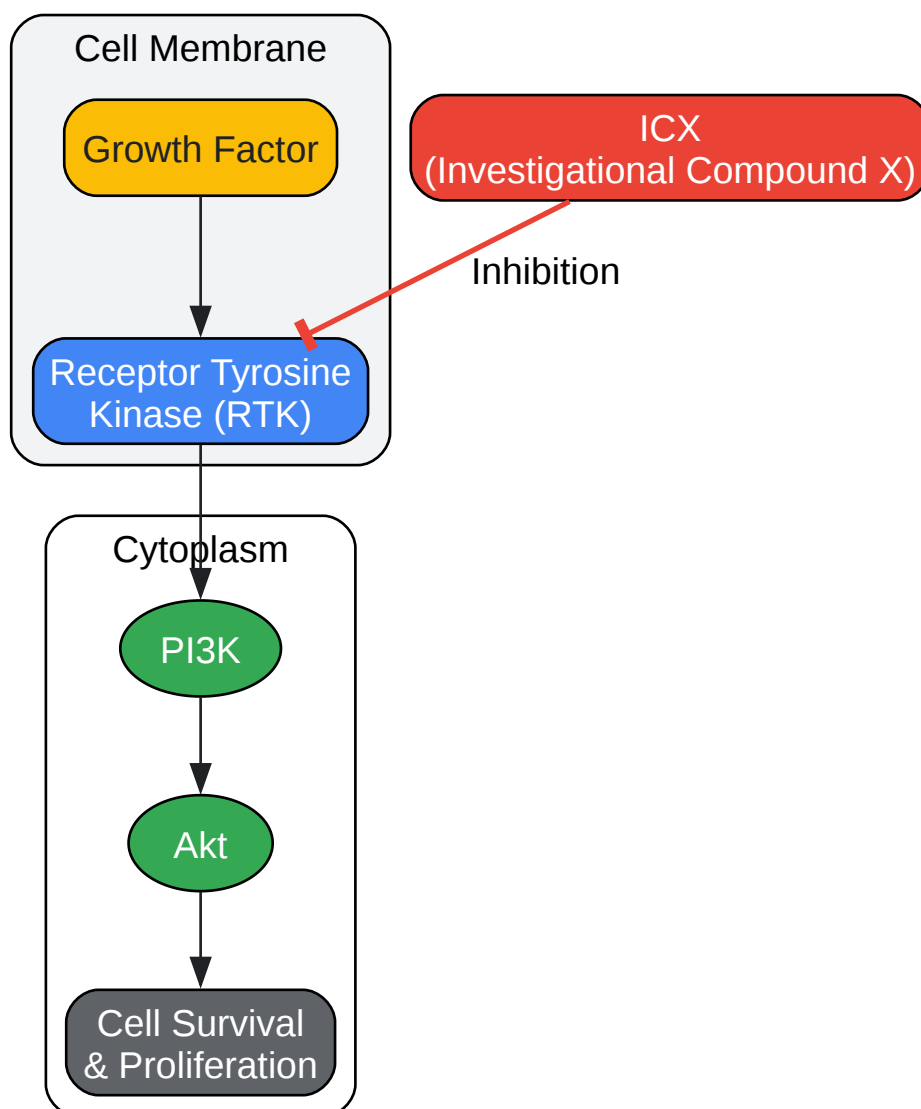 Cell Membrane
Growth Factor
ICX
(Investigational Compound X)
Inhibition
Receptor Tyrosine
Kinase (RTK)
Cytoplasm
PI3K
Akt
Cell Survival
& Proliferation